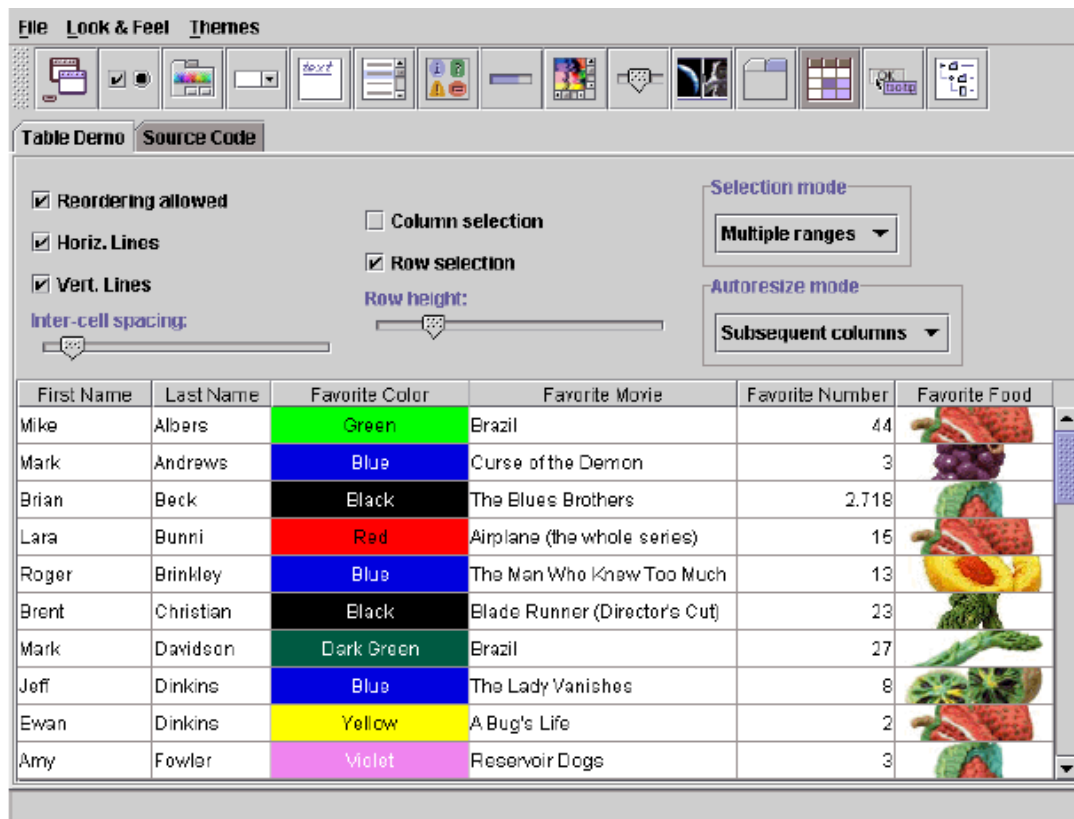 File Look & Feel Themes
text
OK
Table Demo Source Code
Reordering allowed
Horiz. Lines
Vert. Lines
Inter-cell spacing:
Column selection
Row selection
Row height:
Selection mode
Multiple ranges
Autoresize mode
Subsequent columns
First Name Last Name Favorite Color Favorite Movie Favorite Number Favorite Food
Mike Albers Green Brazil 44
Mark Andrews Blue Curse of the Demon 3
Brian Beck Black The Blues Brothers 2.718
Lara Bunni Red Airplane (the whole series) 15
Roger Brinkley Blue The Man Who Knew Too Much 13
Brent Christian Black Blade Runner (Director's Cut) 23
Mark Davidson Dark Green Brazil 27
Jeff Dinkins Blue The Lady Vanishes 8
Ewan Dinkins Yellow A Bug's Life 2
Amy Fowler Violet Reservoir Dogs 3